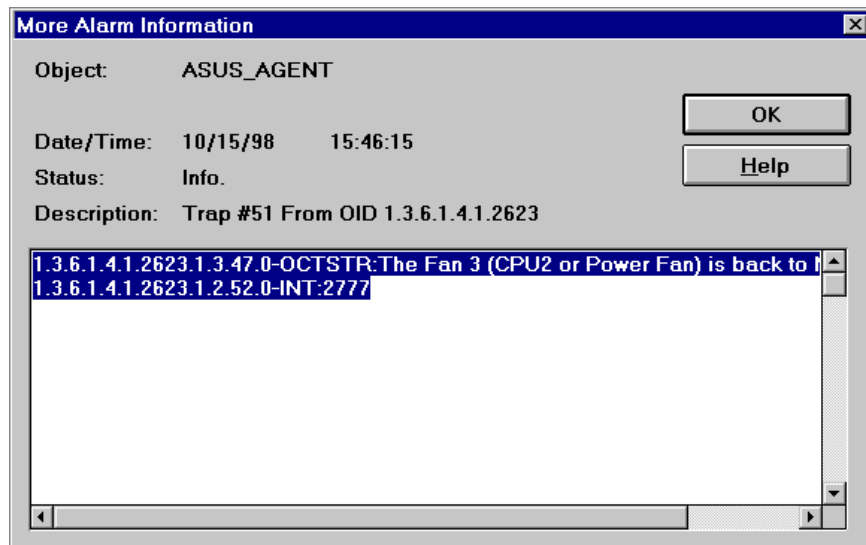 More Alarm Information
Object: ASUS_AGENT
OK
Date/Time: 10/15/98 15:46:15
Help
Status: Info.
Description: Trap #51 From OID 1.3.6.1.4.1.2623
1.3.6.1.4.1.2623.1.3.47.0-OCTSTR:The Fan 3 (CPU2 or Power Fan) is back to
1.3.6.1.4.1.2623.1.2.52.0-INT:2777